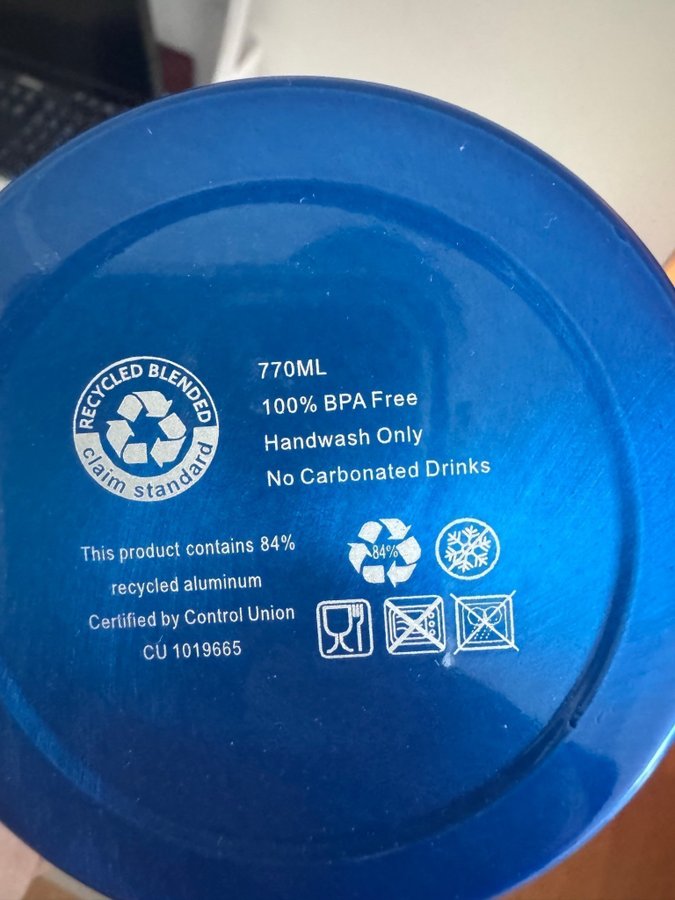 RECYCLED BLENDED
claim standard
770ML
100% BPA Free
Handwash Only
No Carbonated Drinks
This product contains 84%
recycled aluminum
Certified by Control Union
CU 1019665
84%